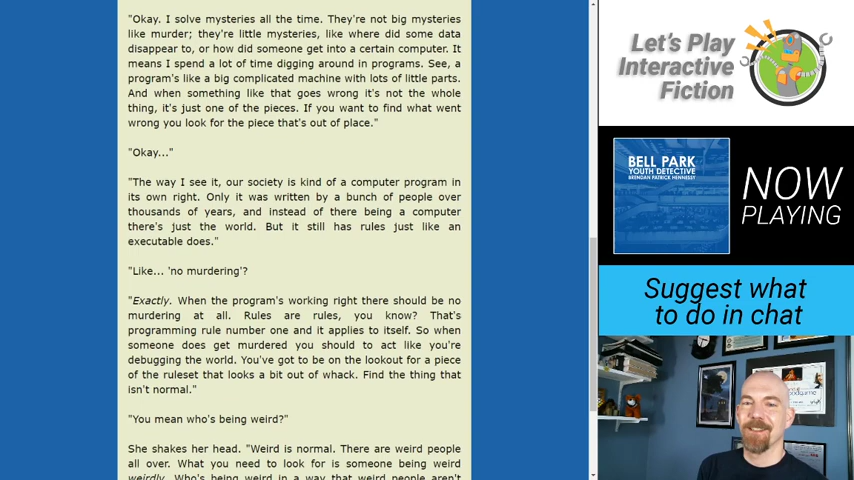 "Okay. I solve mysteries all the time. They're not big mysteries
like murder; they're little mysteries, like where did some data
disappear to, or how did someone get into a certain computer. It
means I spend a lot of time digging around in programs. See, a
program's like a big complicated machine with lots of little parts.
And when something like that goes wrong it's not the whole
thing, it's just one of the pieces. If you want to find what went
wrong you look for the piece that's out of place."
"Okay..."
"The way I see it, our society is kind of a computer program in
its own right. Only it was written by a bunch of people over
thousands of years, and instead of there being a computer
there's just the world. But it still has rules just like an
executable does."
"Like... 'no murdering'?
"Exactly. When the program's working right there should be no
murdering at all. Rules are rules, you know? That's
programming rule number one and it applies to itself. So when
someone does get murdered you should to act like you're
debugging the world. You've got to be on the lookout for a piece
of the ruleset that looks a bit out of whack. Find the thing that
isn't normal."
"You mean who's being weird?"
She shakes her head. "Weird is normal. There are weird people
all over. What you need to look for is someone being weird
weirdly. Who's being weird in a way that weird people aren't
Let's Play
Interactive
Fiction
BELL PARK
YOUTH DETECTIVE
BRENDAN PATRICK HENNESSY
NOW
PLAYING
Suggest what
to do in chat